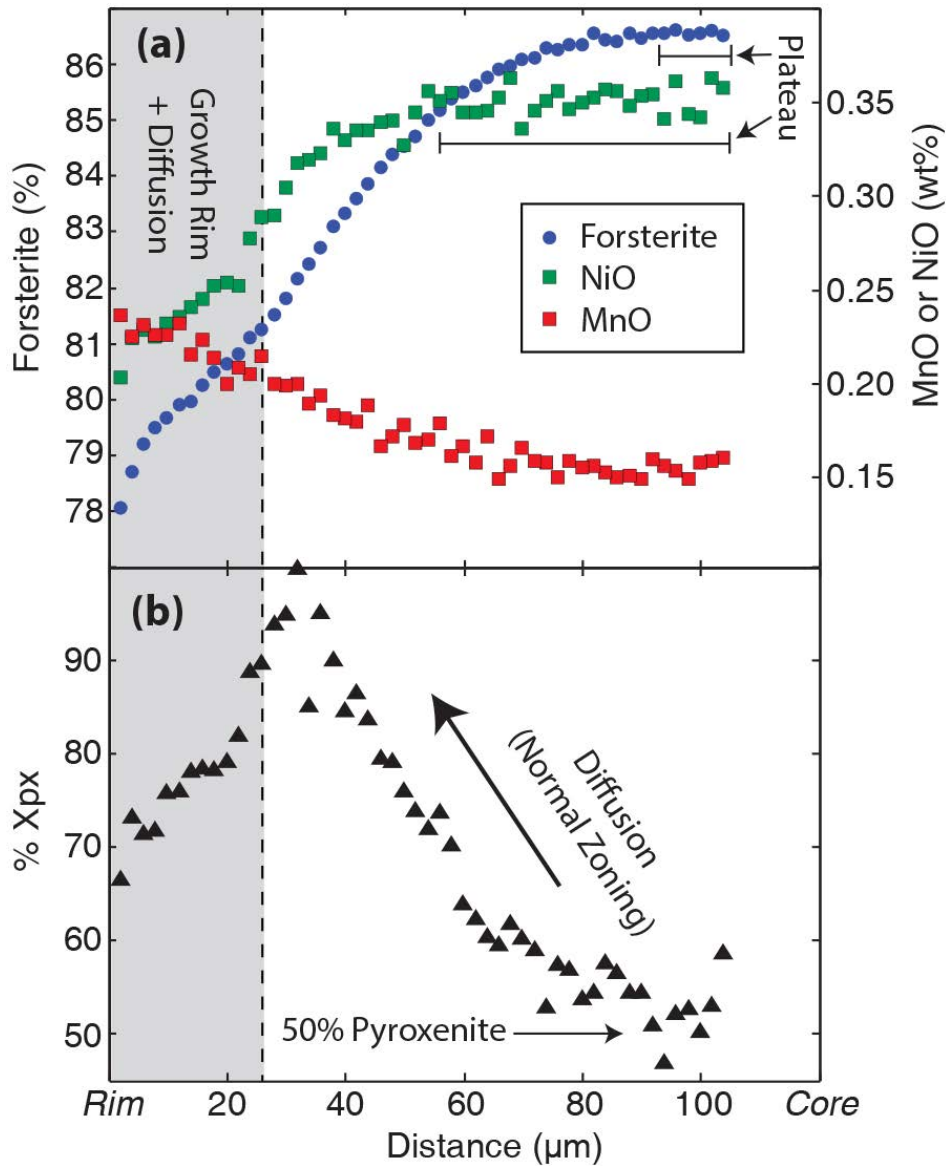 (a)
Growth Rim
+ Diffusion
Plateau
Forsterite
NiO
MnO
Forsterite (%)
86
85
84
83
82
81
80
79
78
MnO or NiO (wt%)
0.35
0.30
0.25
0.20
0.15
(b)
% Xpx
90
80
70
60
50
Diffusion
(Normal Zoning)
50% Pyroxenite
Rim 20 40 60 80 100 Core
Distance (µm)